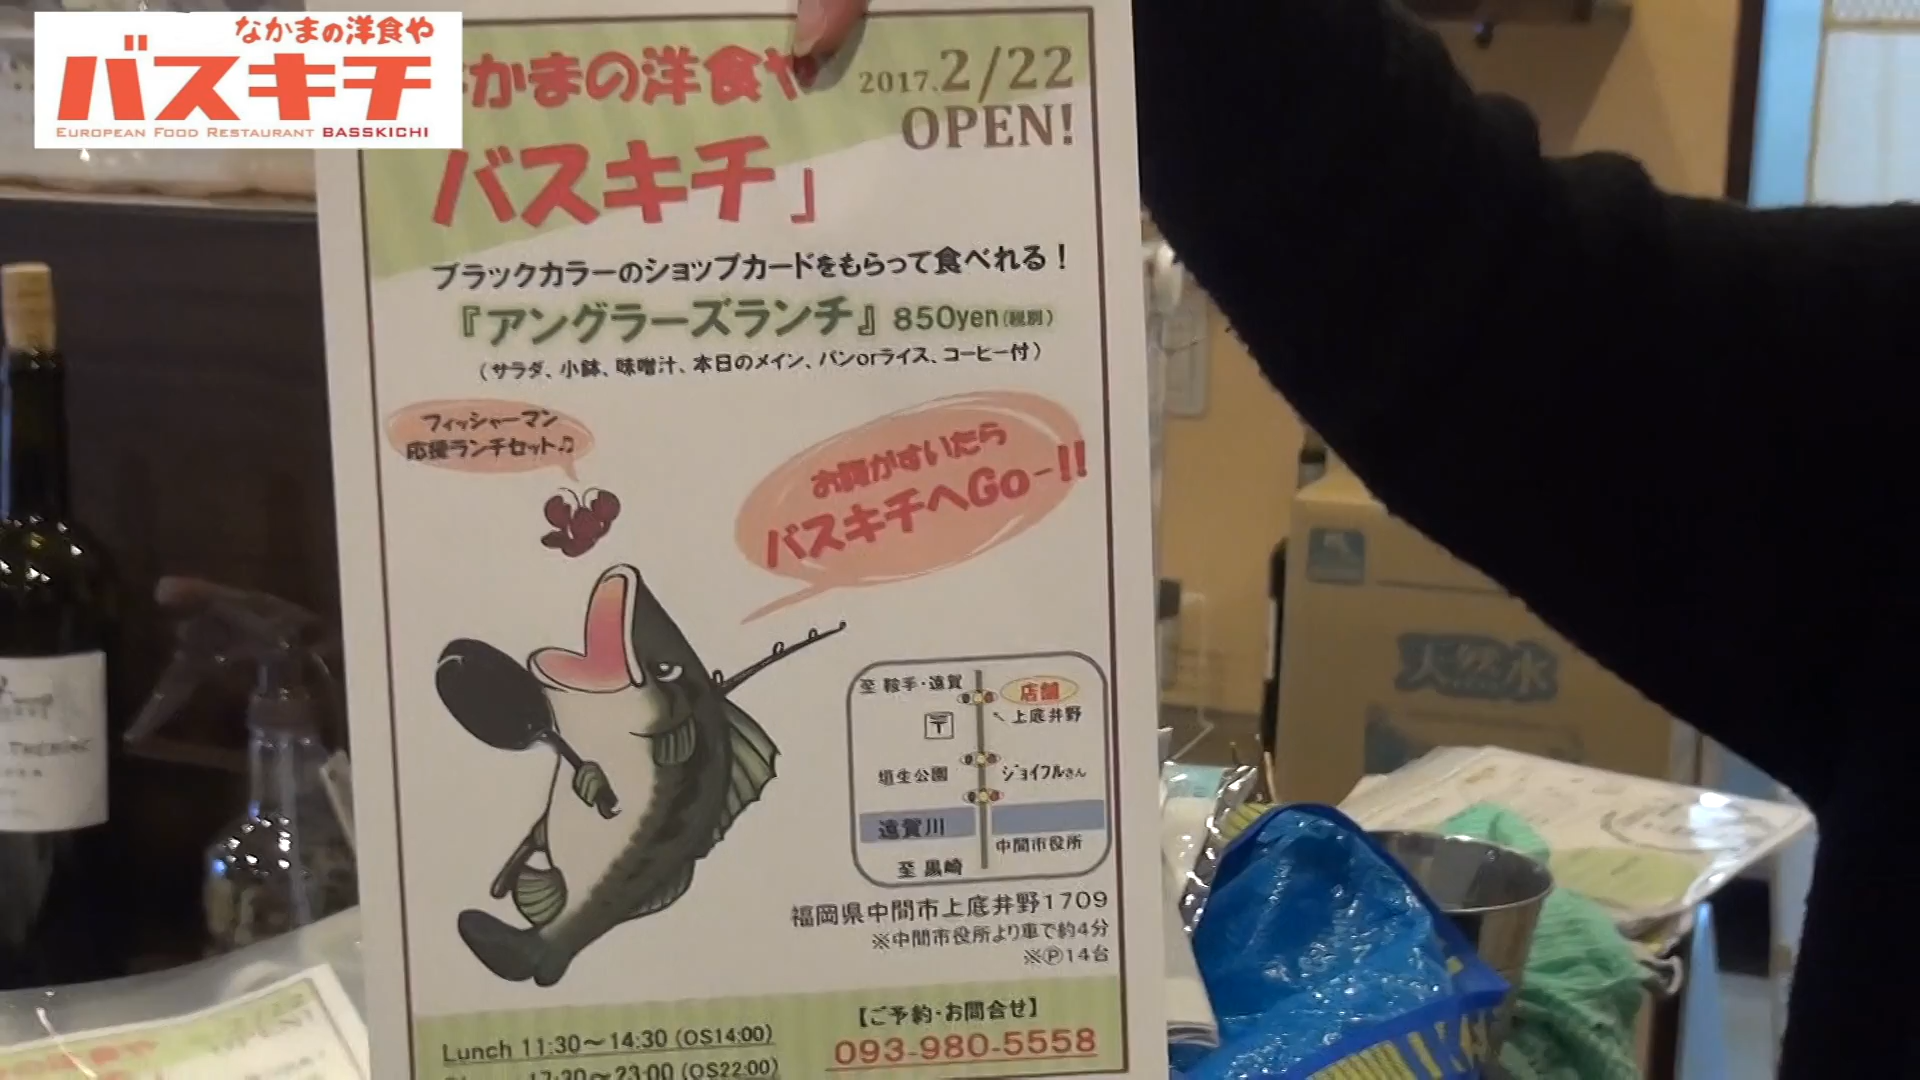 なかまの洋食や
バスキチ
EUROPEAN FOOD RESTAURANT BASSKICHI
かまの洋食や
2017.2/22
OPEN!
バスキチ」
ブラックカラーのショップカードをもらって食べれる!
『アングラーズランチ』850yen(税別)
(サラダ、小鉢、味噌汁、本日のメイン、パンorライス、コーヒー付)
フィッシャーマン
応援ランチセット♫
お腹がすいたら
バスキチへGo-!!
至 鞍手・遠賀
店舗
上底井野
〒
垣生公園
ジョイフルさん
遠賀川
中間市役所
至 黒崎
福岡県中間市上底井野1709
※中間市役所より車で約4分
※Ⓟ14台
【ご予約・お問合せ】
093-980-5558
Lunch 11:30～14:30 (OS14:00)
17:30～23:00 (OS22:00)
天然水